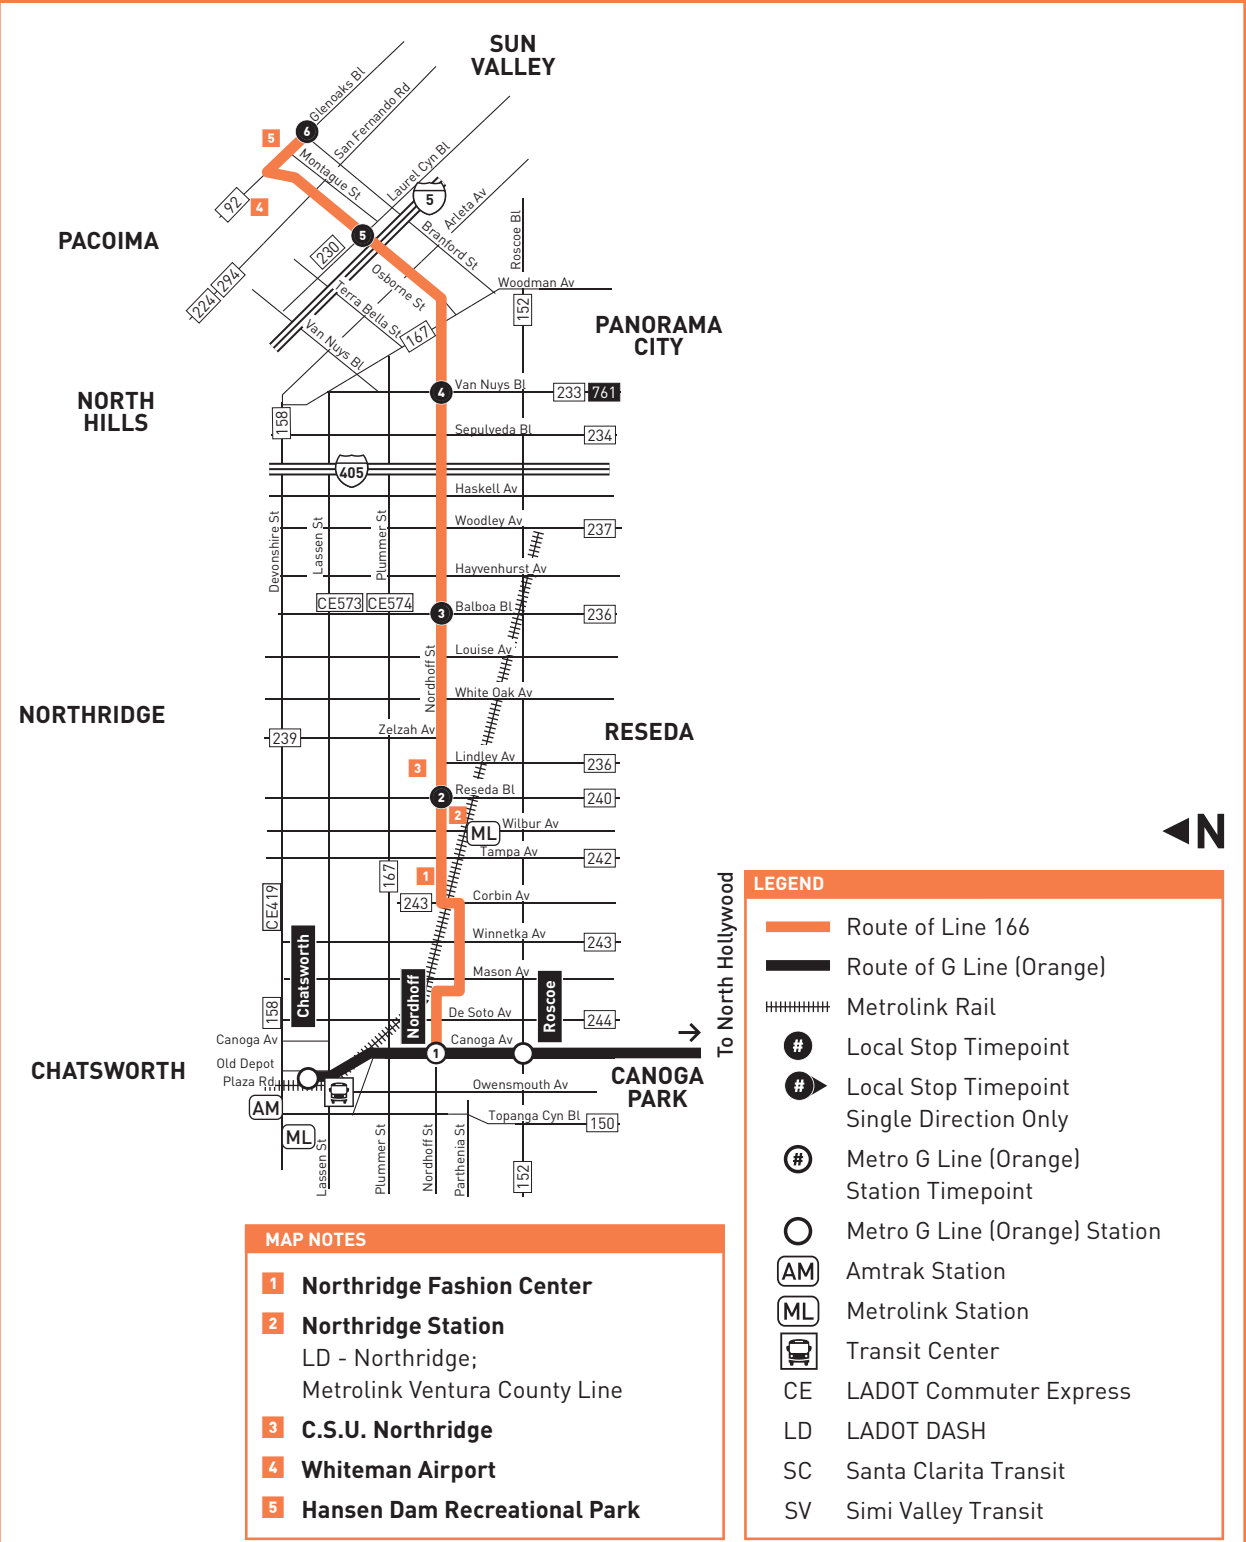 SUN
VALLEY
Glenoaks Bl
San Fernando Rd
6
5
Montague St
Laurel Cyn Bl
5
92
4
Arleta Av
PACOIMA
5
230
Branford St
Roscoe Bl
224
294
Osborne St
Terra Bella St
Woodman Av
152
Van Nuys Bl
167
PANORAMA
CITY
NORTH
HILLS
4
Van Nuys Bl
233
761
158
Sepulveda Bl
234
405
Haskell Av
Devonshire St
Lassen St
Plummer St
Woodley Av
237
Hayvenhurst Av
CE573
CE574
3
Balboa Bl
236
Nordhoff St
Louise Av
White Oak Av
NORTHRIDGE
239
Zelzah Av
RESEDA
3
Lindley Av
236
2
Reseda Bl
240
2
ML
Wilbur Av
N
Tampa Av
242
167
1
CE419
243
Corbin Av
Chatsworth
Winnetka Av
243
Nordhoff
Mason Av
Roscoe
158
De Soto Av
244
To North Hollywood
Canoga Av
1
Canoga Av
CHATSWORTH
Old Depot
Plaza Rd
CANOGA
PARK
Owensmouth Av
AM
Topanga Cyn Bl
150
ML
Lassen St
Plummer St
Nordhoff St
Parthenia St
152
MAP NOTES
1 Northridge Fashion Center
2 Northridge Station
LD - Northridge;
Metrolink Ventura County Line
3 C.S.U. Northridge
4 Whiteman Airport
5 Hansen Dam Recreational Park
LEGEND
Route of Line 166
Route of G Line (Orange)
Metrolink Rail
# Local Stop Timepoint
# Local Stop Timepoint
Single Direction Only
# Metro G Line (Orange)
Station Timepoint
Metro G Line (Orange) Station
AM Amtrak Station
ML Metrolink Station
Transit Center
CE LADOT Commuter Express
LD LADOT DASH
SC Santa Clarita Transit
SV Simi Valley Transit